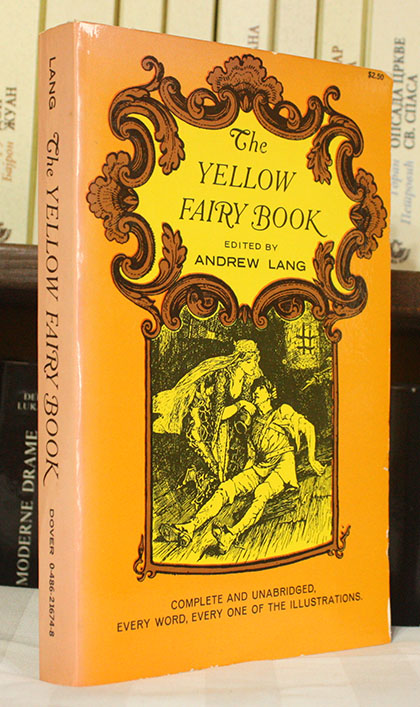 $2.50
The
YELLOW
FAIRY BOOK
EDITED BY
ANDREW LANG
COMPLETE AND UNABRIDGED,
EVERY WORD, EVERY ONE OF THE ILLUSTRATIONS.
LANG
The YELLOW FAIRY BOOK
DOVER 0-486-21674-8
Бајрон
ЖУАН
ОПСАДА ЦРКВЕ
СВ. СПАСА
MODERNE DRAME